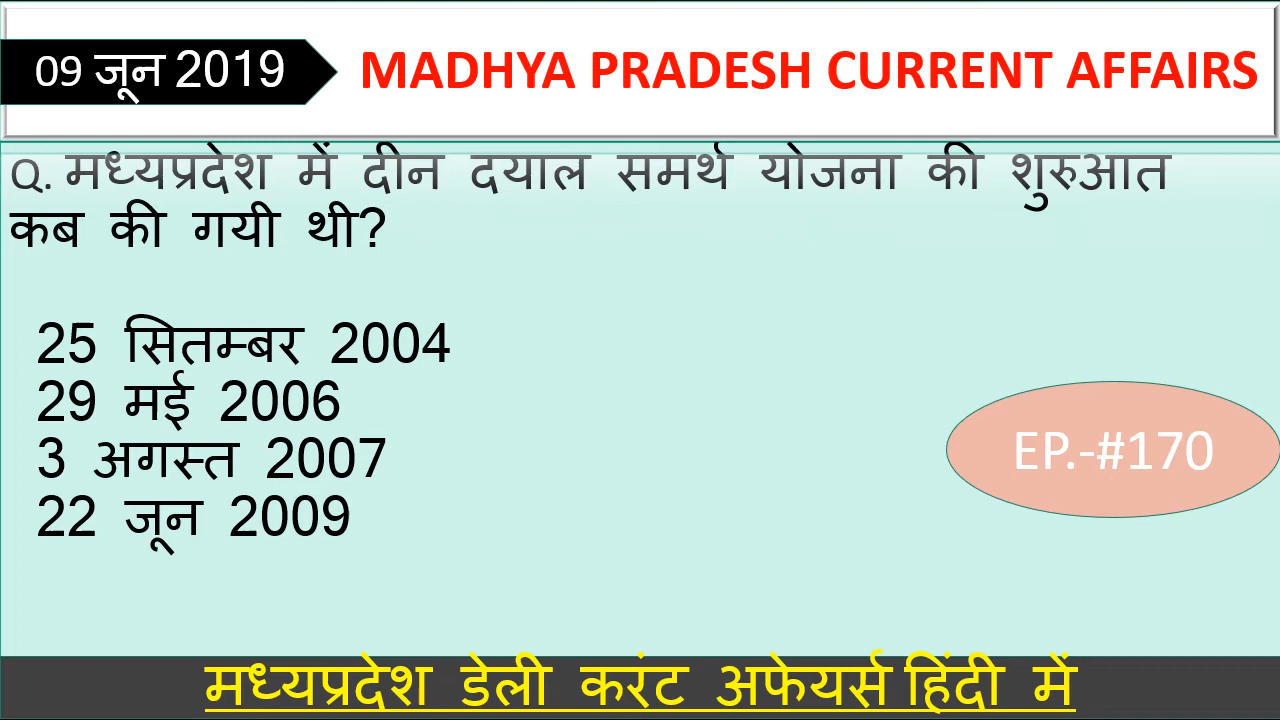 09 जून 2019
MADHYA PRADESH CURRENT AFFAIRS
Q. मध्यप्रदेश में दीन दयाल समर्थ योजना की शुरुआत
कब की गयी थी?
25 सितम्बर 2004
29 मई 2006
3 अगस्त 2007
22 जून 2009
EP.-#170
मध्यप्रदेश डेली करंट अफेयर्स हिंदी में